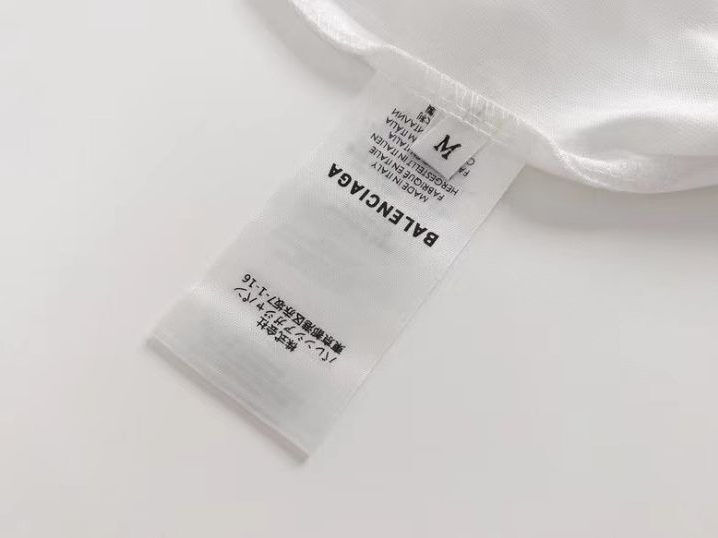 株式会社
バレンシアガジャパン
東京都港区赤坂7-1-16
BALENCIAGA
MADE IN ITALY
FABRIQUE EN ITALIE
HERGESTELLT IN ITALIEN
M